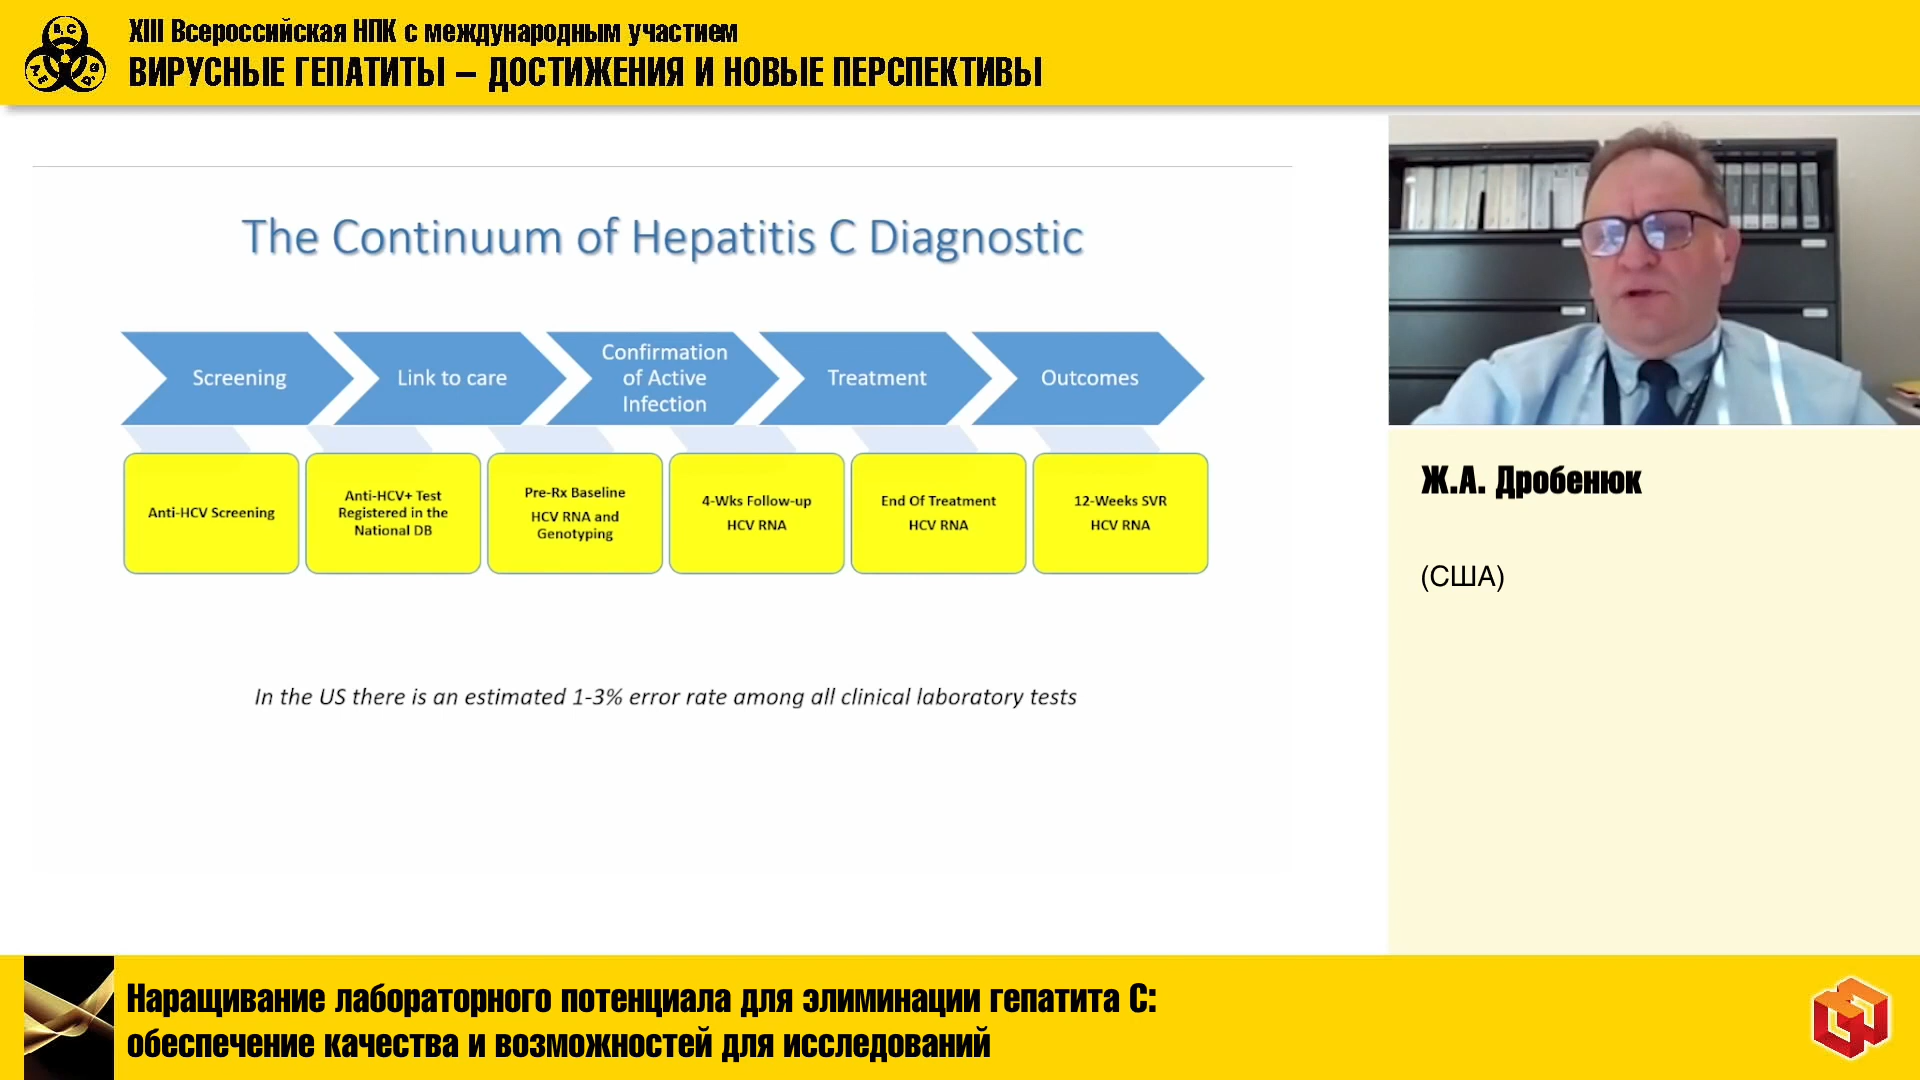 XIII Всероссийская НПК с международным участием
ВИРУСНЫЕ ГЕПАТИТЫ – ДОСТИЖЕНИЯ И НОВЫЕ ПЕРСПЕКТИВЫ
B, C
The Continuum of Hepatitis C Diagnostic
Screening
Link to care
Confirmation
of Active
Infection
Treatment
Outcomes
Anti-HCV Screening
Anti-HCV+ Test
Registered in the
National DB
Pre-Rx Baseline
HCV RNA and
Genotyping
4-Wks Follow-up
HCV RNA
End Of Treatment
HCV RNA
12-Weeks SVR
HCV RNA
In the US there is an estimated 1-3% error rate among all clinical laboratory tests
Ж.А. Дробенюк
(США)
Наращивание лабораторного потенциала для элиминации гепатита С:
обеспечение качества и возможностей для исследований